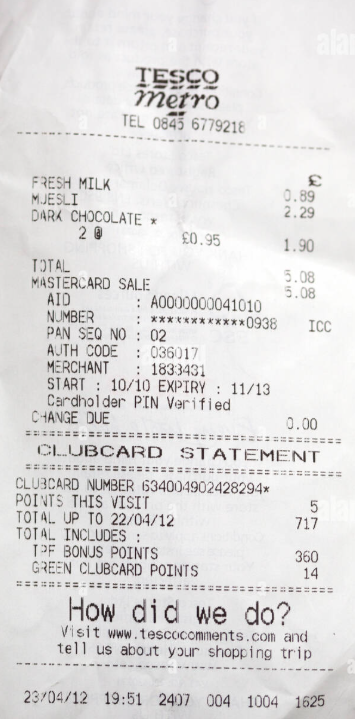 TESCO
Metro
TEL 0845 6779218
£
FRESH MILK 0.89
MUESLI 2.29
DARK CHOCOLATE *
2 @ £0.95 1.90
TOTAL 5.08
MASTERCARD SALE 5.08
AID : A0000000041010
NUMBER : ************0938 ICC
PAN SEQ NO : 02
AUTH CODE : 036017
MERCHANT : 1833431
START : 10/10 EXPIRY : 11/13
Cardholder PIN Verified
CHANGE DUE 0.00
CLUBCARD STATEMENT
CLUBCARD NUMBER 634004902428294*
POINTS THIS VISIT 5
TOTAL UP TO 22/04/12 717
TOTAL INCLUDES :
TPF BONUS POINTS 360
GREEN CLUBCARD POINTS 14
How did we do?
Visit www.tescocomments.com and
tell us about your shopping trip
23/04/12 19:51 2407 004 1004 1625